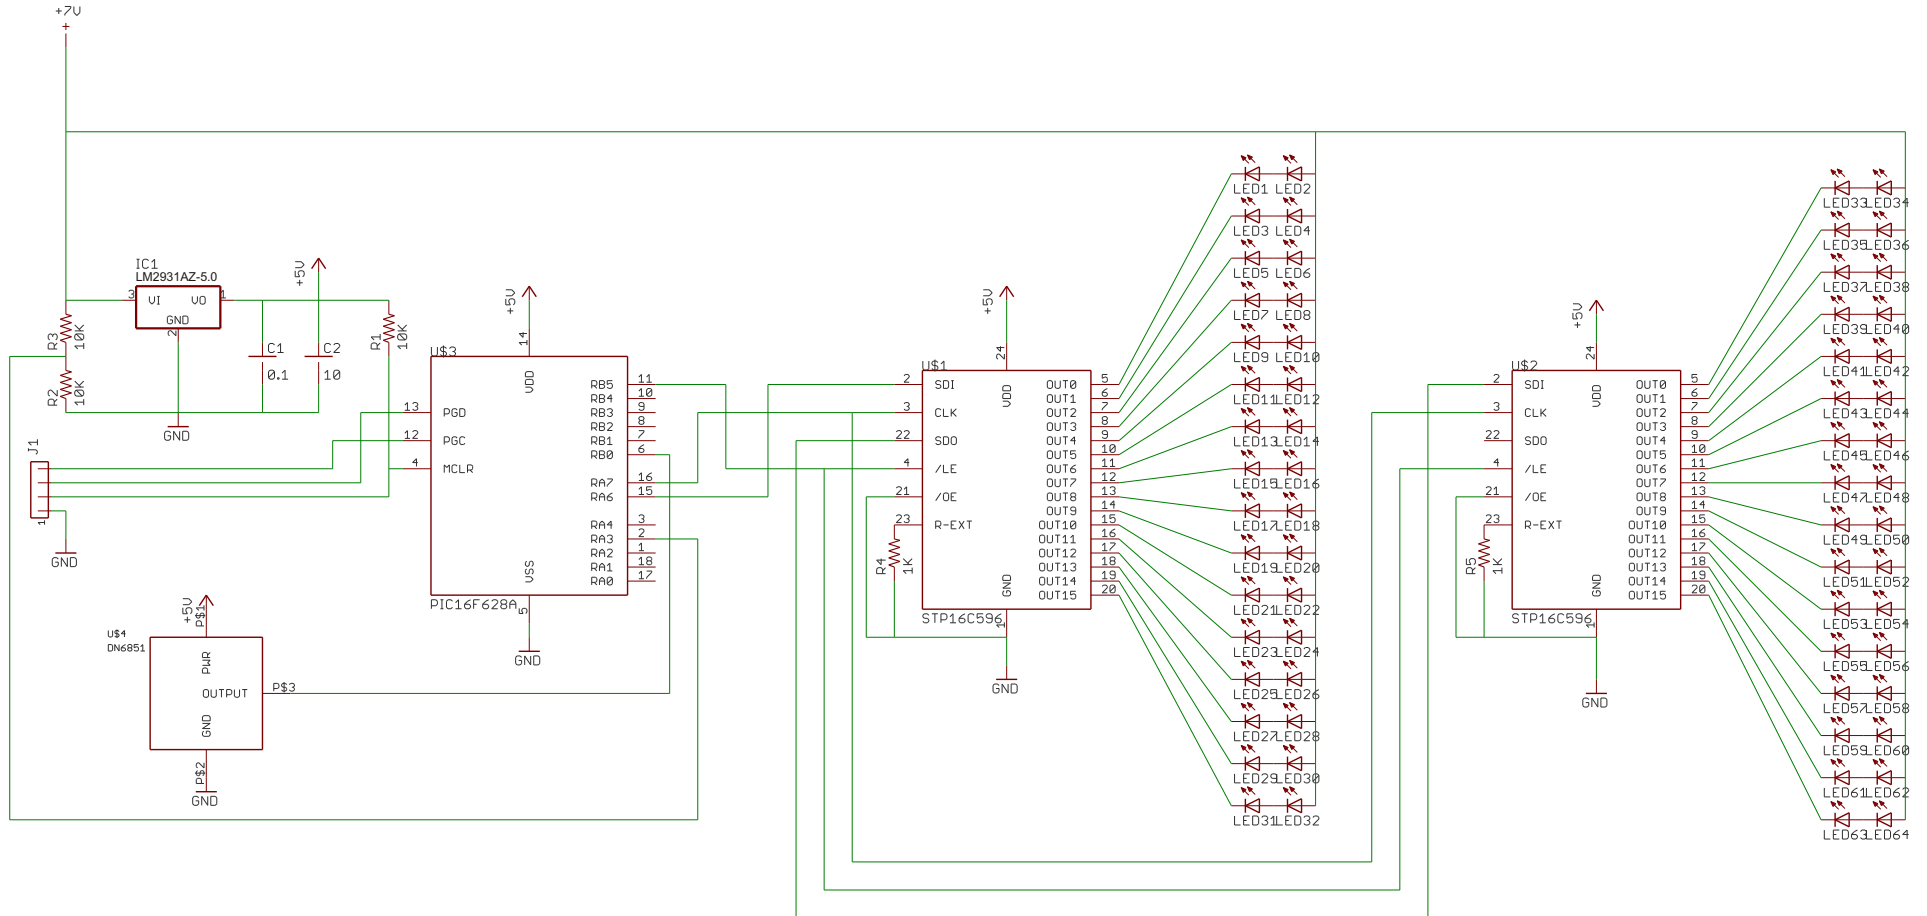 +7V
+
IC1
LM2931AZ-5.0
3 VI VO 1
GND
2
R3 10K
R2 10K
+5V
C1
0.1
C2
10
R1 10K
GND
J1
1
GND
+5V
14
U$3
VDD
13 PGD
12 PGC
4 MCLR
RB5 11
RB4 10
RB3 9
RB2 8
RB1 7
RB0 6
RA7 16
RA6 15
RA4 3
RA3 2
RA2 1
RA1 18
RA0 17
VSS
PIC16F628A
5
GND
+5V
P$1
U$4
DN6851
PWR
OUTPUT P$3
GND
P$2
GND
+5V
24
U$1
VDD
2 SDI
3 CLK
22 SDO
4 /LE
21 /OE
23 R-EXT
R4 1K
OUT0 5
OUT1 6
OUT2 7
OUT3 8
OUT4 9
OUT5 10
OUT6 11
OUT7 12
OUT8 13
OUT9 14
OUT10 15
OUT11 16
OUT12 17
OUT13 18
OUT14 19
OUT15 20
GND
STP16C596
1
GND
LED1 LED2
LED3 LED4
LED5 LED6
LED7 LED8
LED9 LED10
LED11 LED12
LED13 LED14
LED15 LED16
LED17 LED18
LED19 LED20
LED21 LED22
LED23 LED24
LED25 LED26
LED27 LED28
LED29 LED30
LED31 LED32
+5V
24
U$2
VDD
2 SDI
3 CLK
22 SDO
4 /LE
21 /OE
23 R-EXT
R5 1K
OUT0 5
OUT1 6
OUT2 7
OUT3 8
OUT4 9
OUT5 10
OUT6 11
OUT7 12
OUT8 13
OUT9 14
OUT10 15
OUT11 16
OUT12 17
OUT13 18
OUT14 19
OUT15 20
GND
STP16C596
1
GND
LED33 LED34
LED35 LED36
LED37 LED38
LED39 LED40
LED41 LED42
LED43 LED44
LED45 LED46
LED47 LED48
LED49 LED50
LED51 LED52
LED53 LED54
LED55 LED56
LED57 LED58
LED59 LED60
LED61 LED62
LED63 LED64